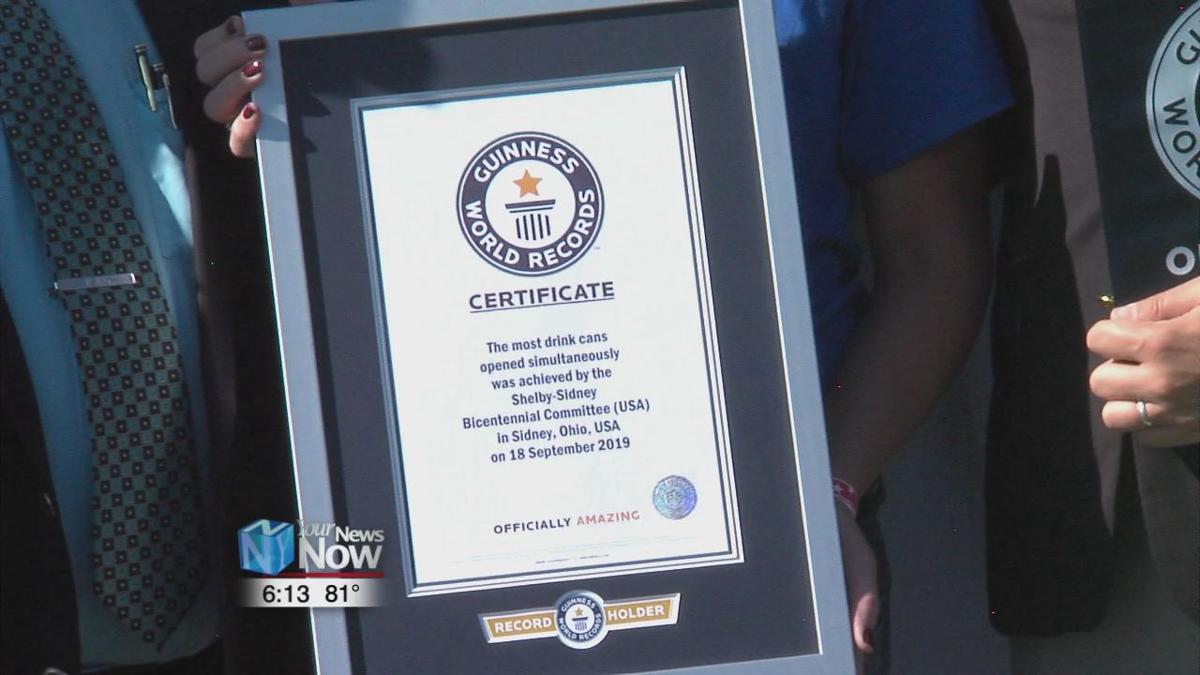 GUINNESS
WORLD RECORDS
CERTIFICATE
The most drink cans
opened simultaneously
was achieved by the
Shelby-Sidney
Bicentennial Committee (USA)
in Sidney, Ohio, USA
on 18 September 2019
OFFICIALLY AMAZING
RECORD HOLDER
GUINNESS
WORLD RECORDS
Your News
Now
6:13 81°